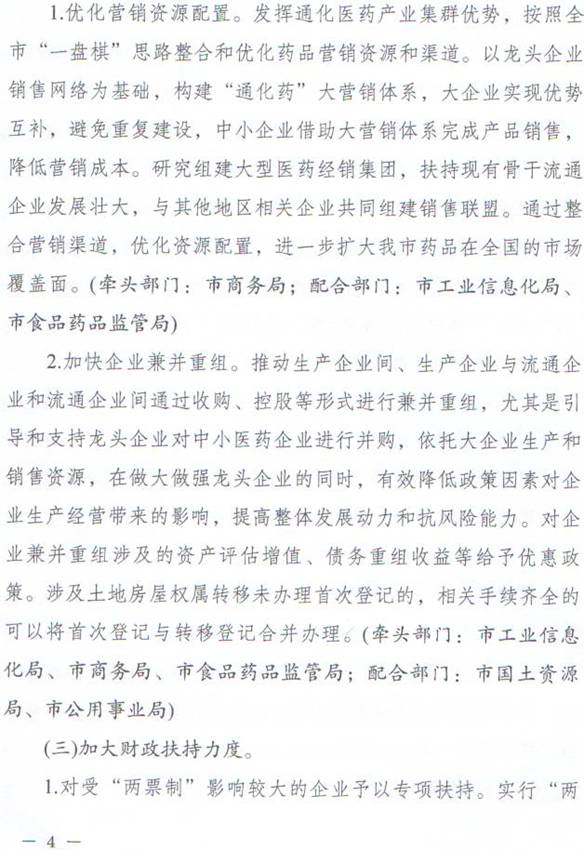 1.优化营销资源配置。发挥通化医药产业集群优势，按照全
市“一盘棋”思路整合和优化药品营销资源和渠道。以龙头企业
销售网络为基础，构建“通化药”大营销体系，大企业实现优势
互补，避免重复建设，中小企业借助大营销体系完成产品销售，
降低营销成本。研究组建大型医药经销集团，扶持现有骨干流通
企业发展壮大，与其他地区相关企业共同组建销售联盟。通过整
合营销渠道，优化资源配置，进一步扩大我市药品在全国的市场
覆盖面。(牵头部门：市商务局；配合部门：市工业信息化局、
市食品药品监管局)
2.加快企业兼并重组。推动生产企业间、生产企业与流通企
业和流通企业间通过收购、控股等形式进行兼并重组，尤其是引
导和支持龙头企业对中小医药企业进行并购，依托大企业生产和
销售资源，在做大做强龙头企业的同时，有效降低政策因素对企
业生产经营带来的影响，提高整体发展动力和抗风险能力。对企
业兼并重组涉及的资产评估增值、债务重组收益等给予优惠政
策。涉及土地房屋权属转移未办理首次登记的，相关手续齐全的
可以将首次登记与转移登记合并办理。(牵头部门：市工业信息
化局、市商务局、市食品药品监管局；配合部门：市国土资源
局、市公用事业局)
(三)加大财政扶持力度。
1.对受“两票制”影响较大的企业予以专项扶持。实行“两
— 4 —